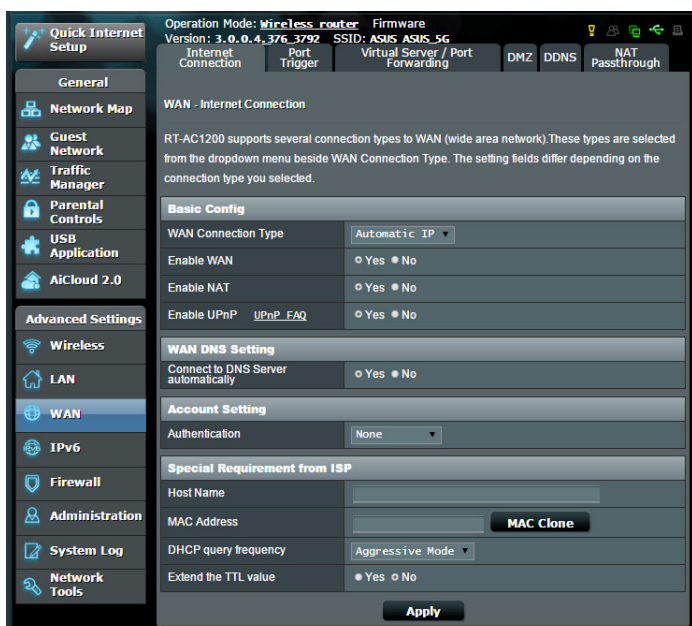 Quick Internet
Setup
Operation Mode: Wireless router Firmware
Version: 3.0.0.4.376_3792 SSID: ASUS ASUS_5G
Internet
Connection
Port
Trigger
Virtual Server / Port
Forwarding
DMZ
DDNS
NAT
Passthrough
General
Network Map
Guest
Network
Traffic
Manager
Parental
Controls
USB
Application
AiCloud 2.0
Advanced Settings
Wireless
LAN
WAN
IPv6
Firewall
Administration
System Log
Network
Tools
WAN - Internet Connection
RT-AC1200 supports several connection types to WAN (wide area network).These types are selected
from the dropdown menu beside WAN Connection Type. The setting fields differ depending on the
connection type you selected.
Basic Config
WAN Connection Type Automatic IP
Enable WAN Yes No
Enable NAT Yes No
Enable UPnP UPnP FAQ Yes No
WAN DNS Setting
Connect to DNS Server
automatically Yes No
Account Setting
Authentication None
Special Requirement from ISP
Host Name
MAC Address MAC Clone
DHCP query frequency Aggressive Mode
Extend the TTL value Yes No
Apply